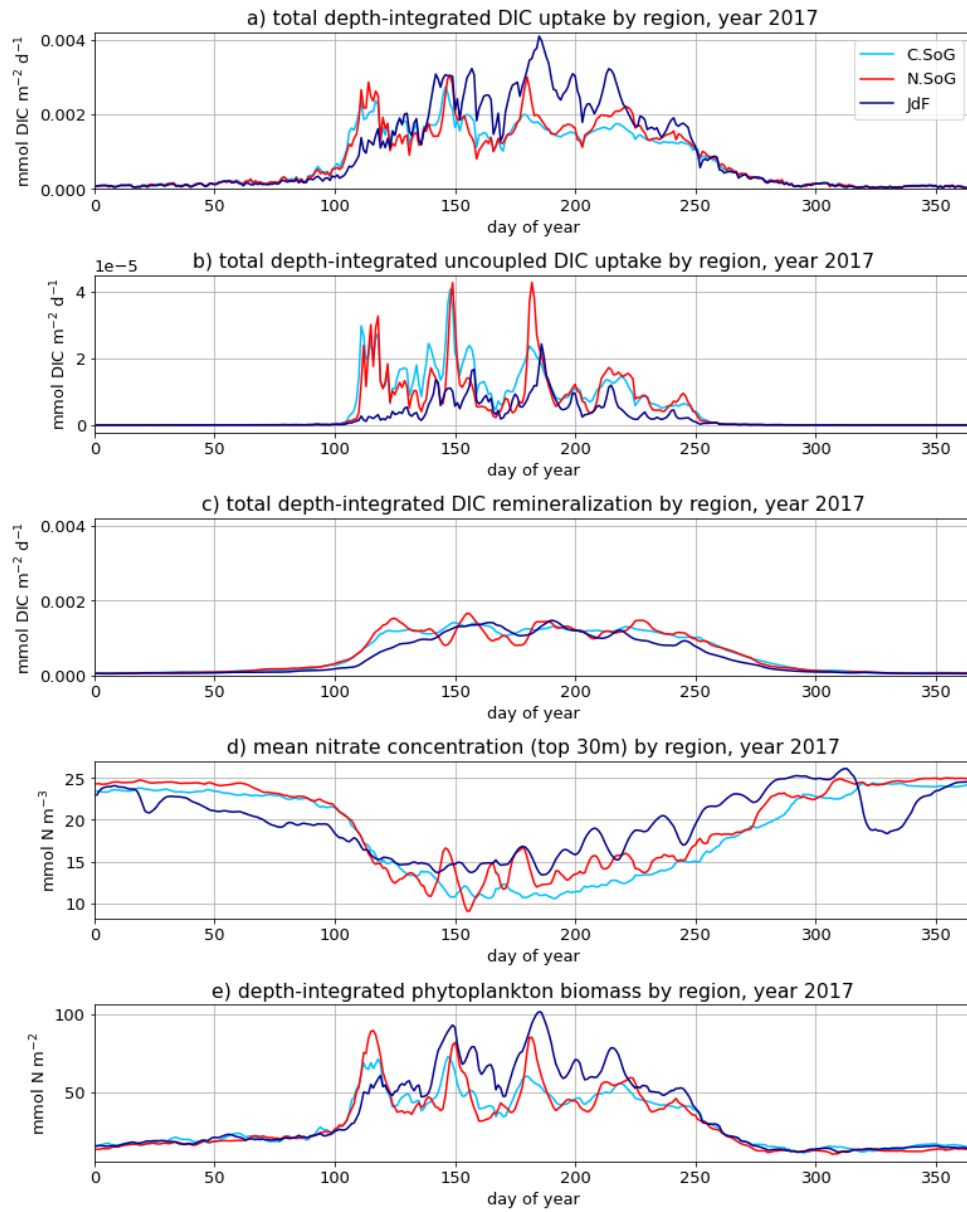 a) total depth-integrated DIC uptake by region, year 2017
mmol DIC m⁻² d⁻¹
0.004
0.002
0.000
C.SoG
N.SoG
JdF
0 50 100 150 200 250 300 350
day of year
b) total depth-integrated uncoupled DIC uptake by region, year 2017
1e−5
mmol DIC m⁻² d⁻¹
4
2
0
0 50 100 150 200 250 300 350
day of year
c) total depth-integrated DIC remineralization by region, year 2017
mmol DIC m⁻² d⁻¹
0.004
0.002
0.000
0 50 100 150 200 250 300 350
day of year
d) mean nitrate concentration (top 30m) by region, year 2017
mmol N m⁻³
25
20
15
10
0 50 100 150 200 250 300 350
day of year
e) depth-integrated phytoplankton biomass by region, year 2017
mmol N m⁻²
100
50
0 50 100 150 200 250 300 350
day of year